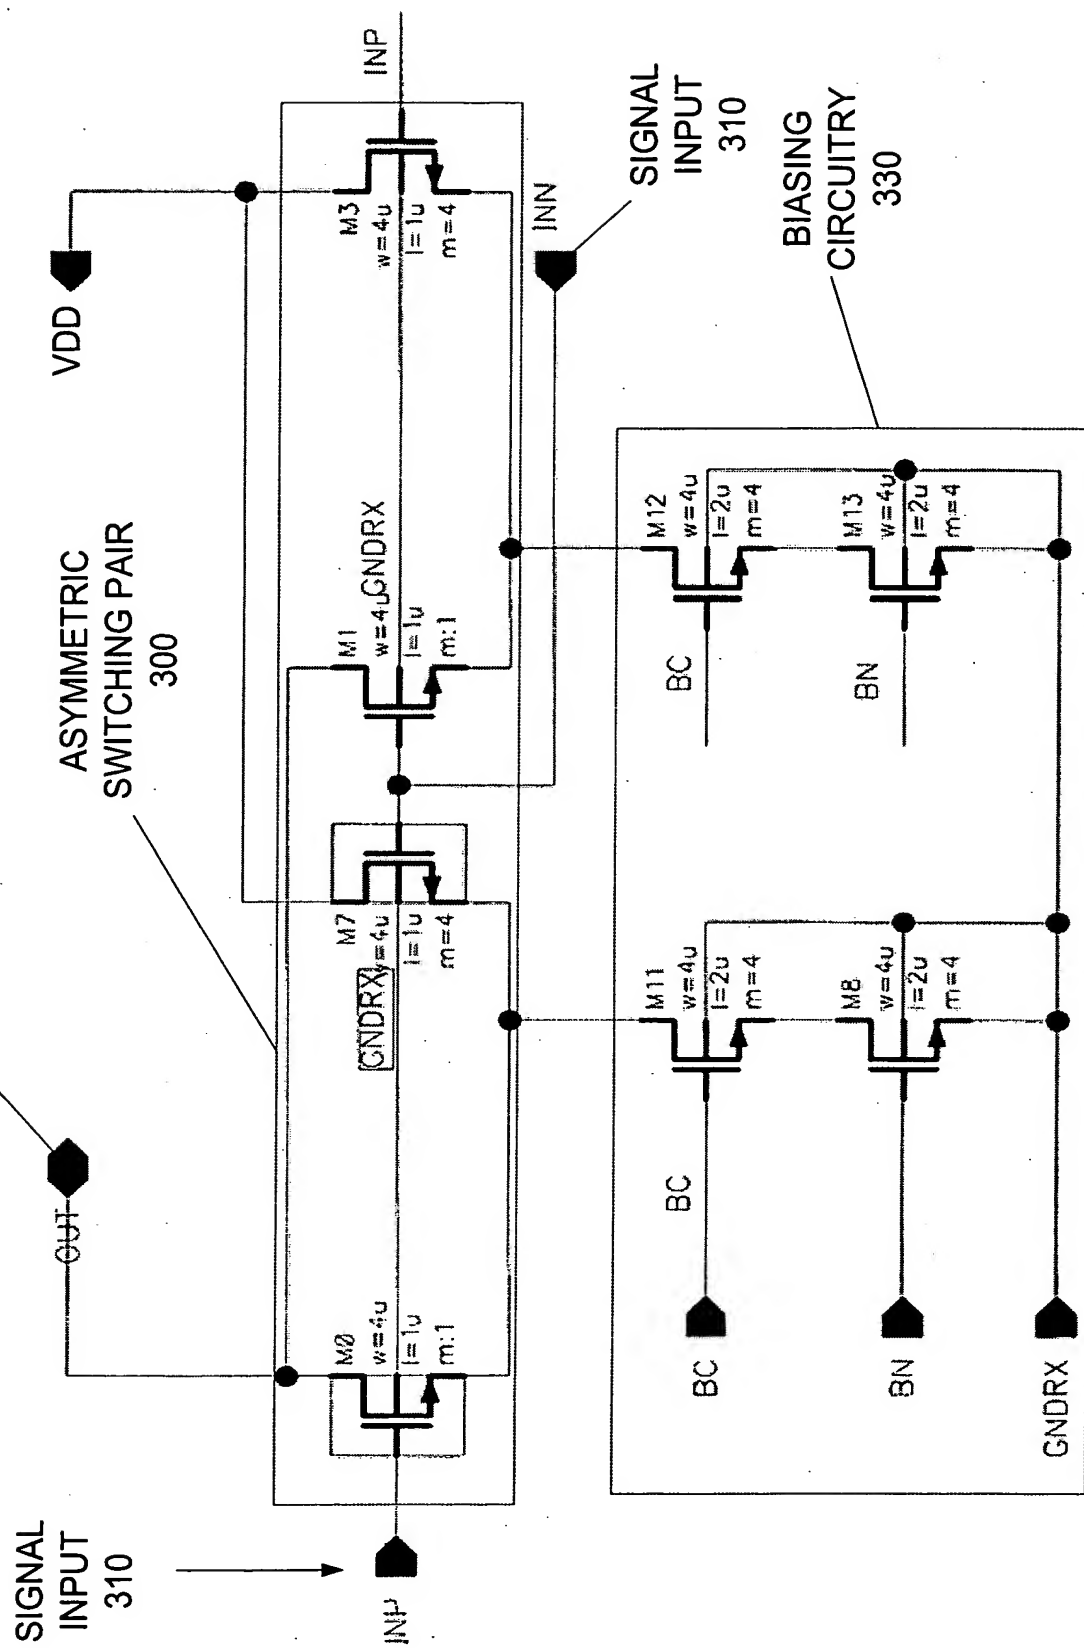 SIGNAL
INPUT
310
INP
OUT
ASYMMETRIC
SWITCHING PAIR
300
VDD
M0
w=4u
l=1u
m:1
GNDRX
M7
w=4u
l=1u
m=4
M1
w=4u
l=1u
m:1
GNDRX
M3
w=4u
l=1u
m=4
INP
INN
SIGNAL
INPUT
310
BIASING
CIRCUITRY
330
BC
BC
M11
w=4u
l=2u
m=4
BC
M12
w=4u
l=2u
m=4
BN
M8
w=4u
l=2u
m=4
BN
M13
w=4u
l=2u
m=4
GNDRX